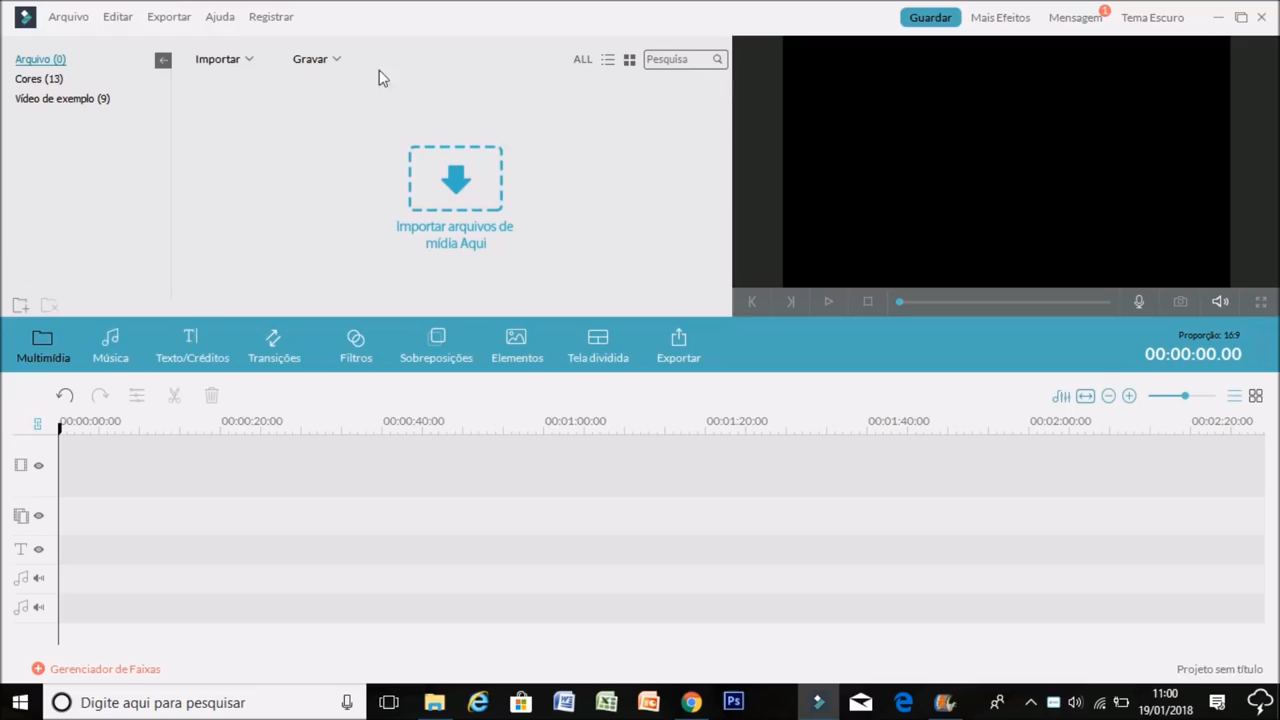 Arquivo Editar Exportar Ajuda Registrar Guardar Mais Efeitos Mensagem 1 Tema Escuro
Arquivo (0) Importar Gravar ALL Pesquisa
Cores (13)
Vídeo de exemplo (9)
Importar arquivos de
mídia Aqui
Multimídia Música Texto/Créditos Transições Filtros Sobreposições Elementos Tela dividida Exportar
Proporção: 16:9
00:00:00.00
00:00:00:00 00:00:20:00 00:00:40:00 00:01:00:00 00:01:20:00 00:01:40:00 00:02:00:00 00:02:20:00
Gerenciador de Faixas Projeto sem título
Digite aqui para pesquisar
11:00
19/01/2018